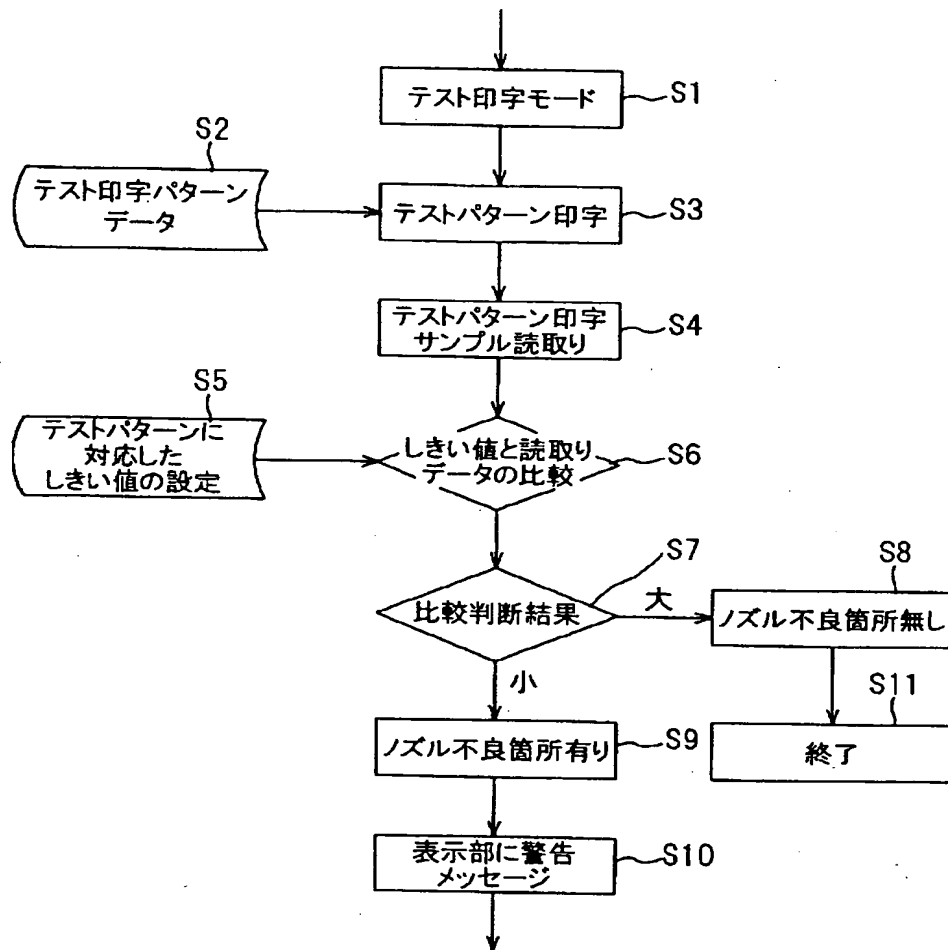 テスト印字モード
S1
S2
テスト印字パターン
データ
テストパターン印字
S3
テストパターン印字
サンプル読取り
S4
S5
テストパターンに
対応した
しきい値の設定
しきい値と読取り
データの比較
S6
比較判断結果
S7
大
S8
ノズル不良箇所無し
小
S11
終了
ノズル不良箇所有り
S9
表示部に警告
メッセージ
S10